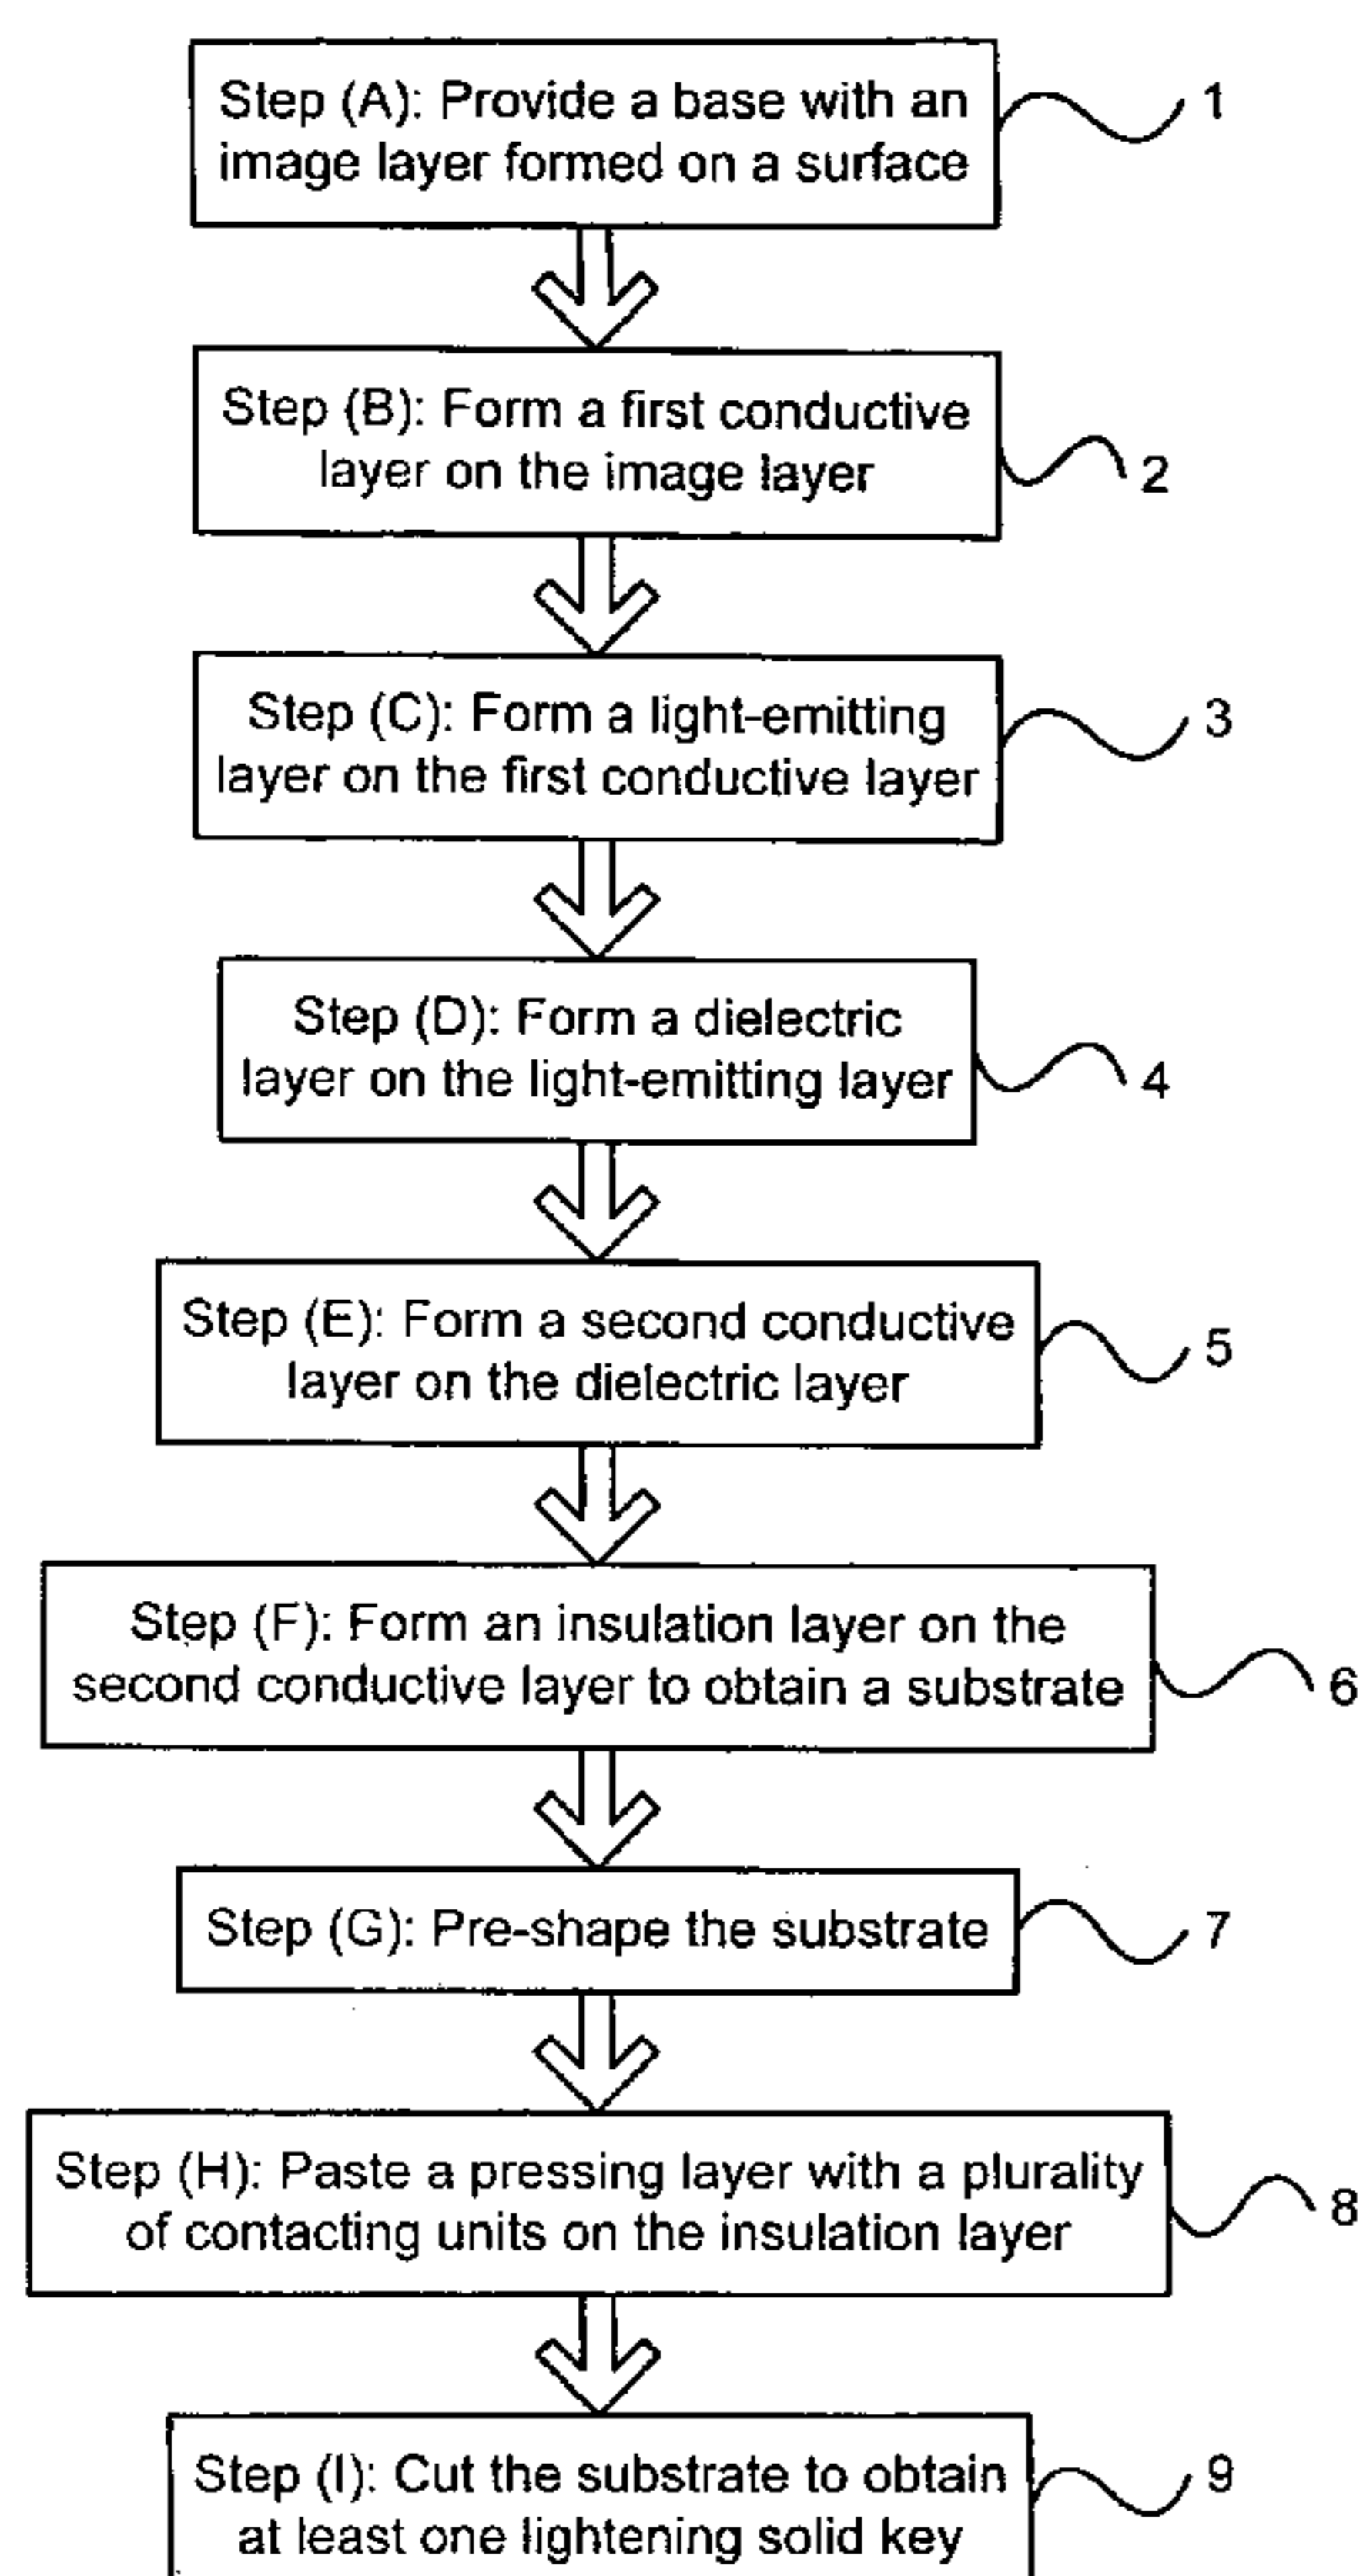 Step (A): Provide a base with an
image layer formed on a surface
1
Step (B): Form a first conductive
layer on the image layer
2
Step (C): Form a light-emitting
layer on the first conductive layer
3
Step (D): Form a dielectric
layer on the light-emitting layer
4
Step (E): Form a second conductive
layer on the dielectric layer
5
Step (F): Form an insulation layer on the
second conductive layer to obtain a substrate
6
Step (G): Pre-shape the substrate
7
Step (H): Paste a pressing layer with a plurality
of contacting units on the insulation layer
8
Step (I): Cut the substrate to obtain
at least one lightening solid key
9